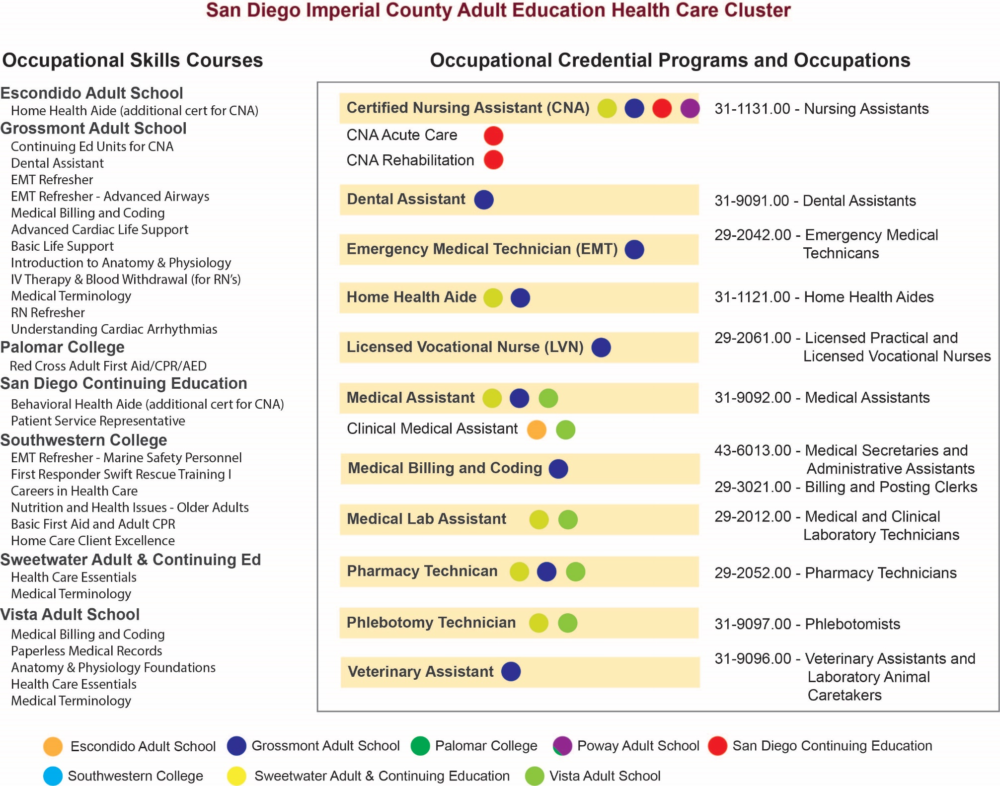 San Diego Imperial County Adult Education Health Care Cluster
Occupational Skills Courses
Escondido Adult School
Home Health Aide (additional cert for CNA)
Grossmont Adult School
Continuing Ed Units for CNA
Dental Assistant
EMT Refresher
EMT Refresher - Advanced Airways
Medical Billing and Coding
Advanced Cardiac Life Support
Basic Life Support
Introduction to Anatomy & Physiology
IV Therapy & Blood Withdrawal (for RN’s)
Medical Terminology
RN Refresher
Understanding Cardiac Arrhythmias
Palomar College
Red Cross Adult First Aid/CPR/AED
San Diego Continuing Education
Behavioral Health Aide (additional cert for CNA)
Patient Service Representative
Southwestern College
EMT Refresher - Marine Safety Personnel
First Responder Swift Rescue Training I
Careers in Health Care
Nutrition and Health Issues - Older Adults
Basic First Aid and Adult CPR
Home Care Client Excellence
Sweetwater Adult & Continuing Ed
Health Care Essentials
Medical Terminology
Vista Adult School
Medical Billing and Coding
Paperless Medical Records
Anatomy & Physiology Foundations
Health Care Essentials
Medical Terminology
Occupational Credential Programs and Occupations
Certified Nursing Assistant (CNA)
31-1131.00 - Nursing Assistants
CNA Acute Care
CNA Rehabilitation
Dental Assistant
31-9091.00 - Dental Assistants
Emergency Medical Technician (EMT)
29-2042.00 - Emergency Medical
Technicans
Home Health Aide
31-1121.00 - Home Health Aides
Licensed Vocational Nurse (LVN)
29-2061.00 - Licensed Practical and
Licensed Vocational Nurses
Medical Assistant
31-9092.00 - Medical Assistants
Clinical Medical Assistant
Medical Billing and Coding
43-6013.00 - Medical Secretaries and
Administrative Assistants
29-3021.00 - Billing and Posting Clerks
Medical Lab Assistant
29-2012.00 - Medical and Clinical
Laboratory Technicians
Pharmacy Technican
29-2052.00 - Pharmacy Technicians
Phlebotomy Technician
31-9097.00 - Phlebotomists
Veterinary Assistant
31-9096.00 - Veterinary Assistants and
Laboratory Animal
Caretakers
Escondido Adult School
Grossmont Adult School
Palomar College
Poway Adult School
San Diego Continuing Education
Southwestern College
Sweetwater Adult & Continuing Education
Vista Adult School